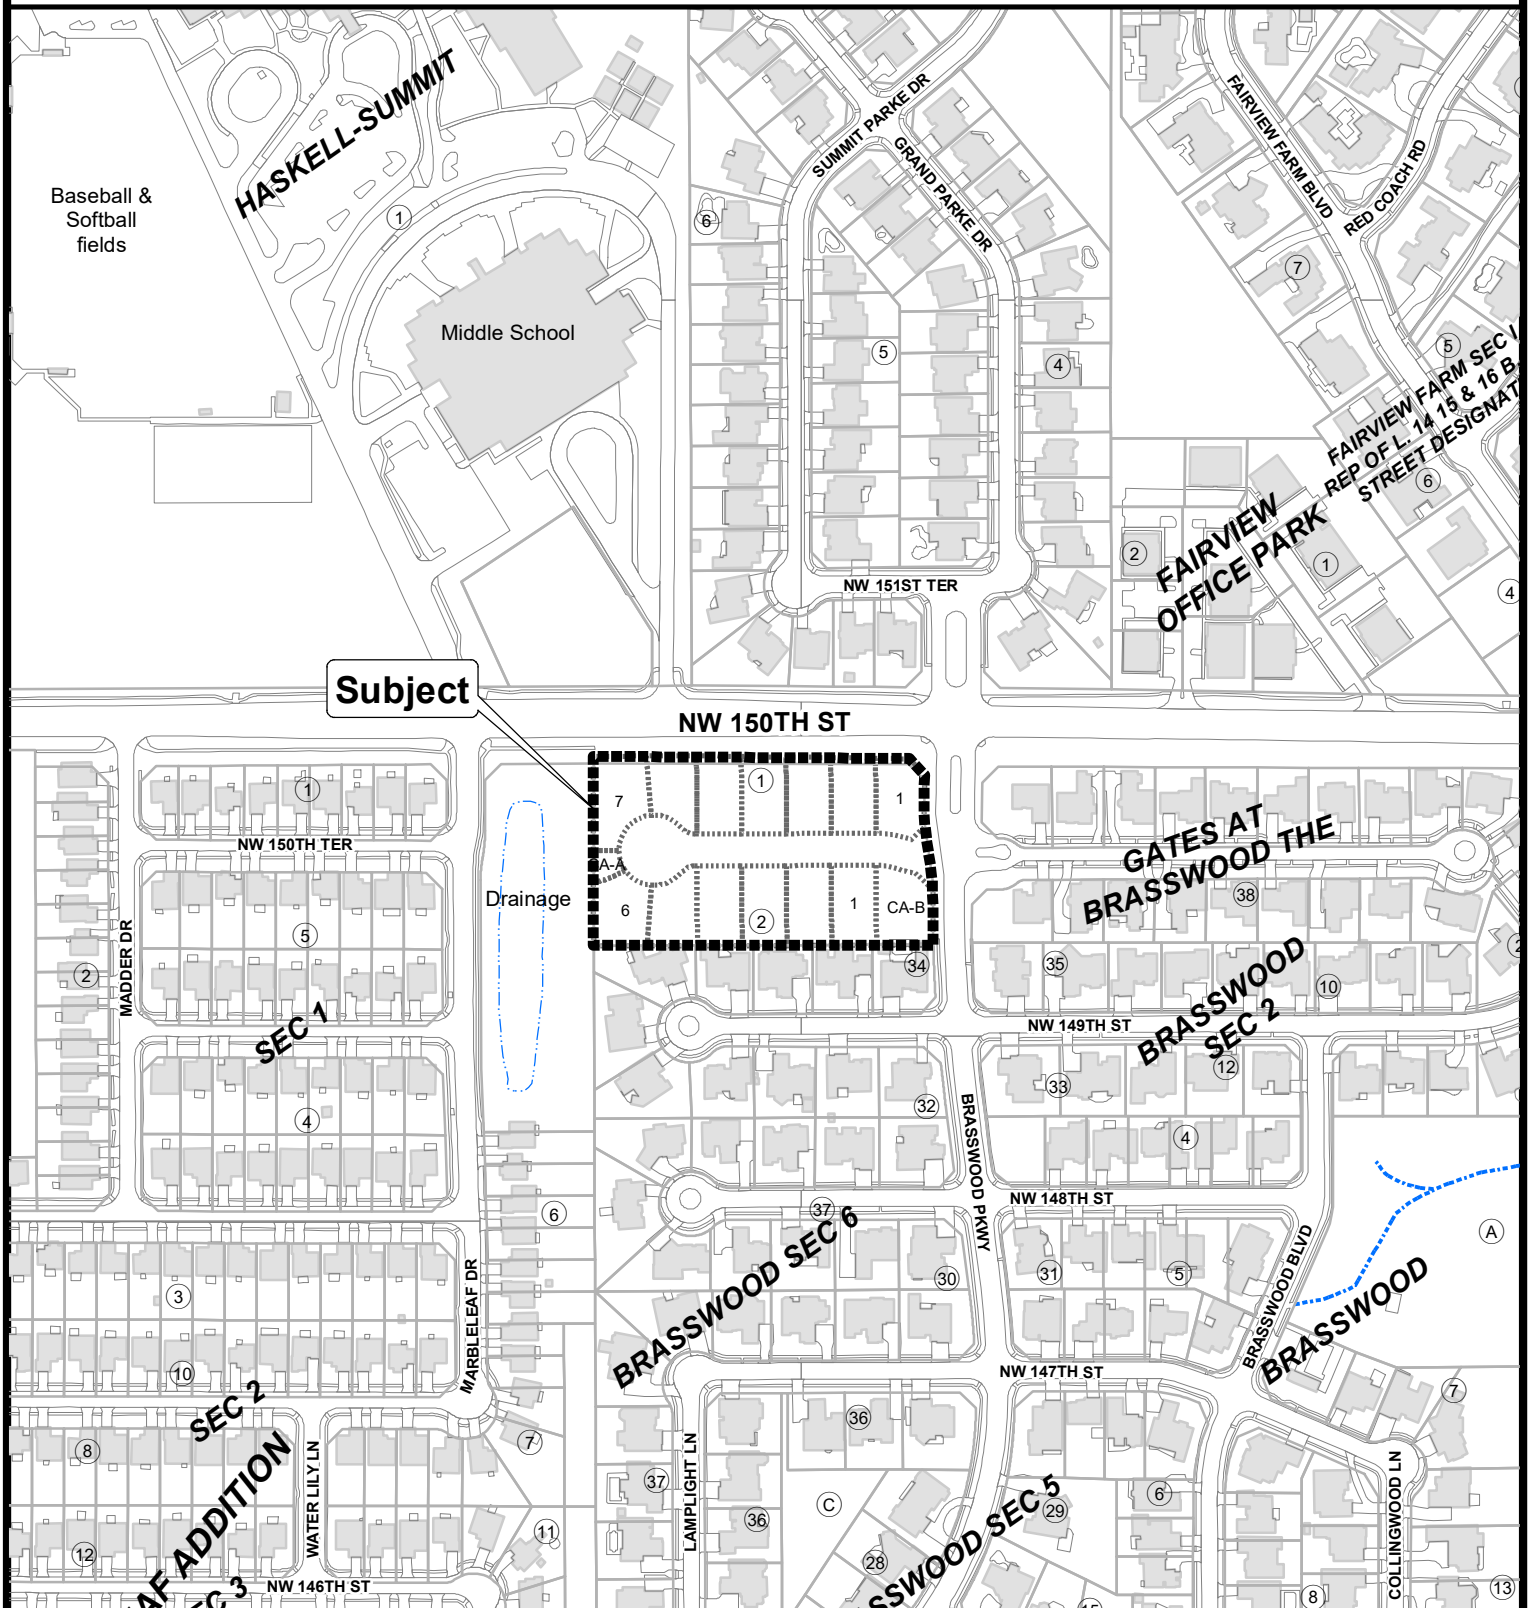 HASKELL-SUMMIT
Baseball &
Softball
fields
1
Middle School
SUMMIT PARKE DR
GRAND PARKE DR
6
5
4
FAIRVIEW FARM BLVD
RED COACH RD
7
5
FAIRVIEW FARM SEC
REP OF L. 14 15 & 16 B
STREET DESIGNAT
6
FAIRVIEW
OFFICE PARK
2
1
4
NW 151ST TER
Subject
NW 150TH ST
1
NW 150TH TER
5
2
MADDER DR
SEC 1
4
Drainage
7
1
1
CA-A
6
2
1
CA-B
34
GATES AT
BRASSWOOD THE
38
35
10
2
NW 149TH ST
BRASSWOOD
SEC 2
33
12
32
BRASSWOOD PKWY
4
NW 148TH ST
37
6
BRASSWOOD SEC 6
30
31
5
BRASSWOOD BLVD
A
BRASSWOOD
3
10
MARBLELEAF DR
SEC 2
NW 147TH ST
7
36
8
7
37
LAMPLIGHT LN
36
C
28
BRASSWOOD SEC 5
29
6
COLLINGWOOD LN
8
13
15
12
WATER LILY LN
11
AF ADDITION
EC 3
NW 146TH ST